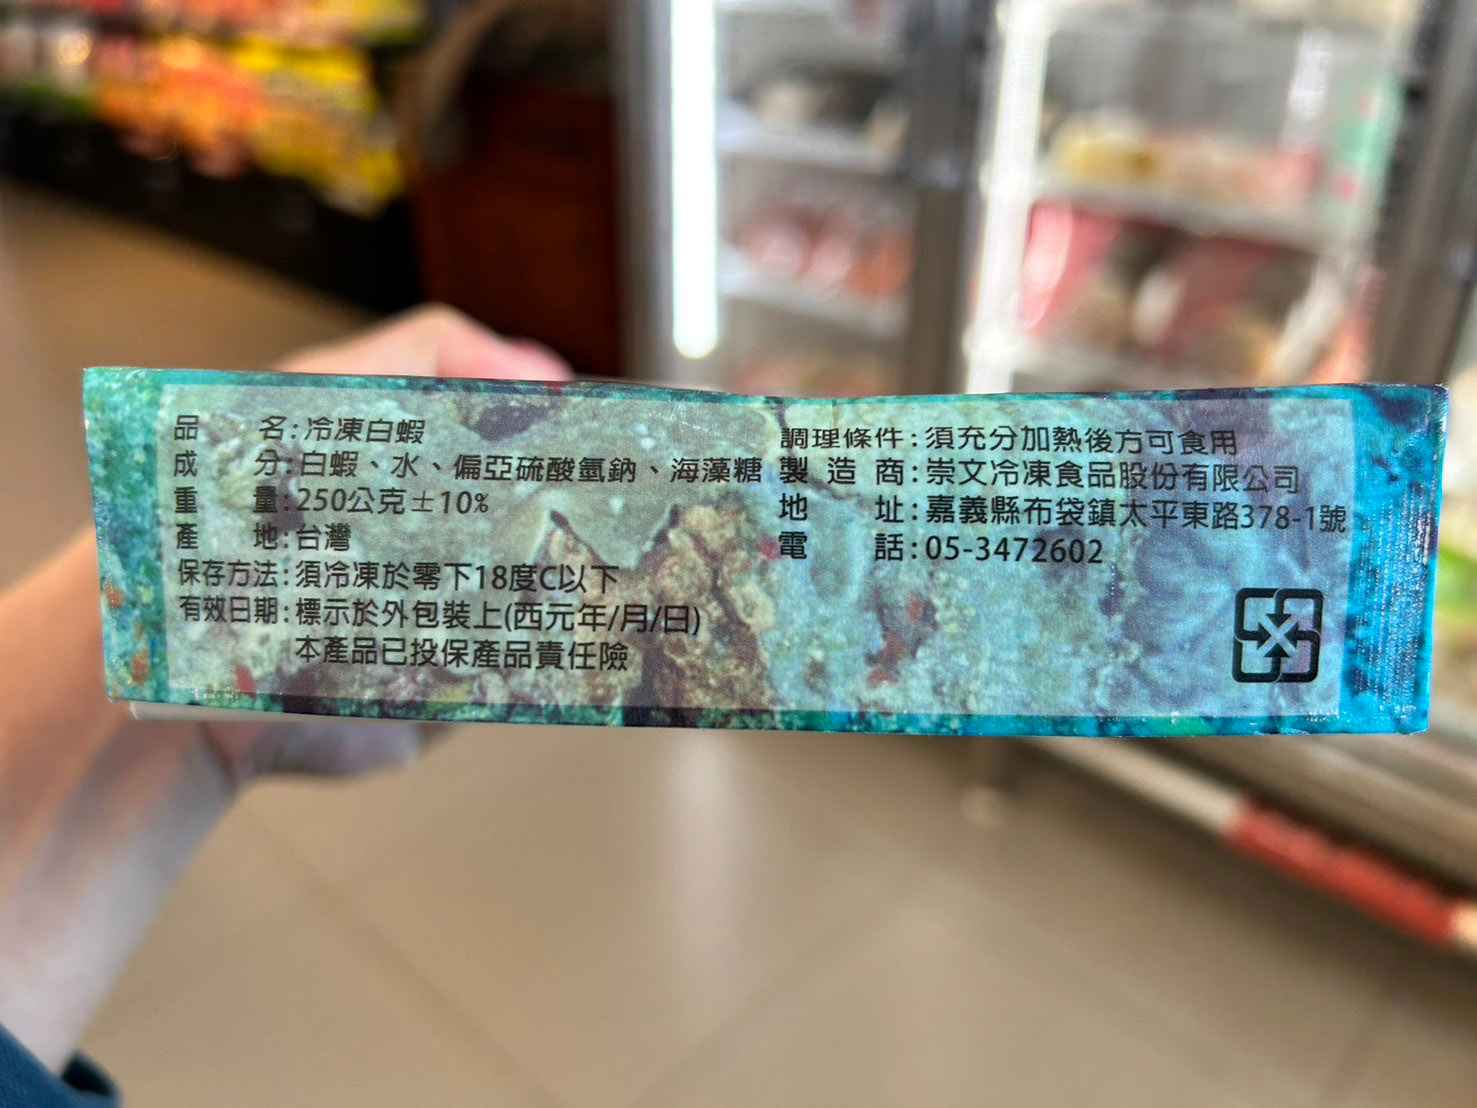 品　　名:冷凍白蝦
成　　分:白蝦、水、偏亞硫酸氫鈉、海藻糖
重　　量:250公克±10%
產　　地:台灣
保存方法:須冷凍於零下18度C以下
有效日期:標示於外包裝上(西元年/月/日)
本產品已投保產品責任險
調理條件:須充分加熱後方可食用
製 造 商:崇文冷凍食品股份有限公司
地　　址:嘉義縣布袋鎮太平東路378-1號
電　　話:05-3472602